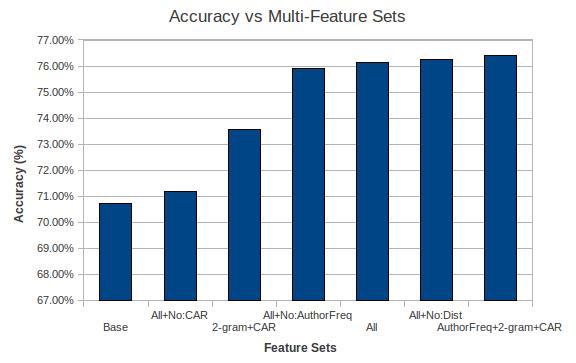 Accuracy vs Multi-Feature Sets
77.00%
76.00%
75.00%
74.00%
73.00%
72.00%
71.00%
70.00%
69.00%
68.00%
67.00%
Accuracy (%)
All+No:CAR All+No:AuthorFreq All+No:Dist
Base 2-gram+CAR All AuthorFreq+2-gram+CAR
Feature Sets